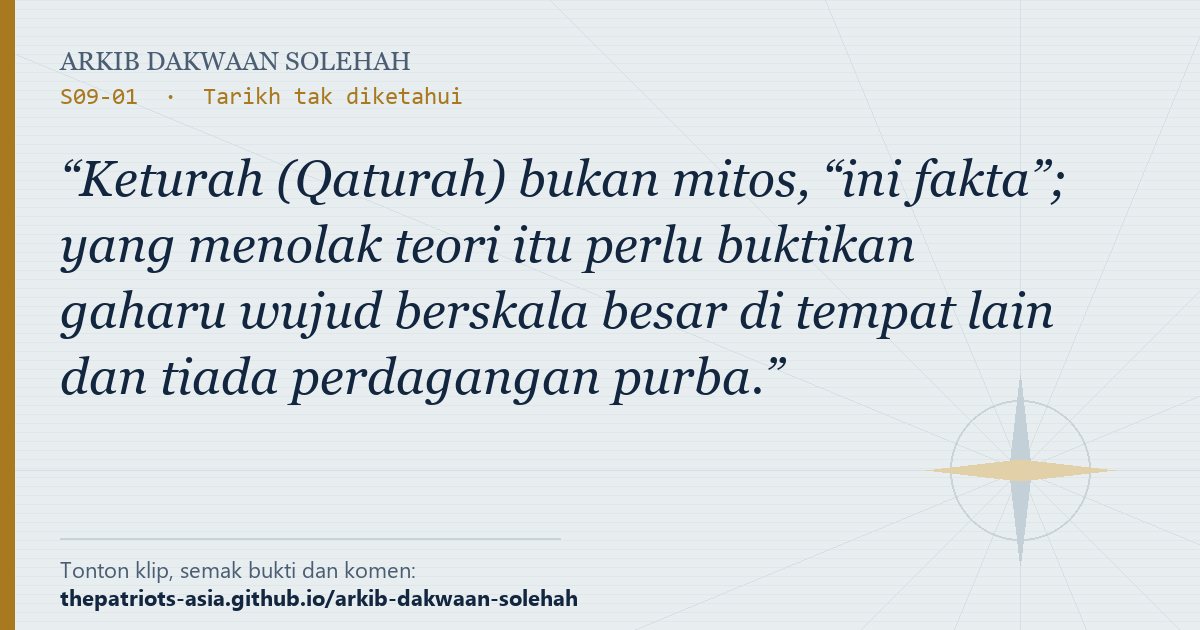 ARKIB DAKWAAN SOLEHAH
S09-01 · Tarikh tak diketahui
“Keturah (Qaturah) bukan mitos, “ini fakta”;
yang menolak teori itu perlu buktikan
gaharu wujud berskala besar di tempat lain
dan tiada perdagangan purba.”
Tonton klip, semak bukti dan komen:
thepatriots-asia.github.io/arkib-dakwaan-solehah